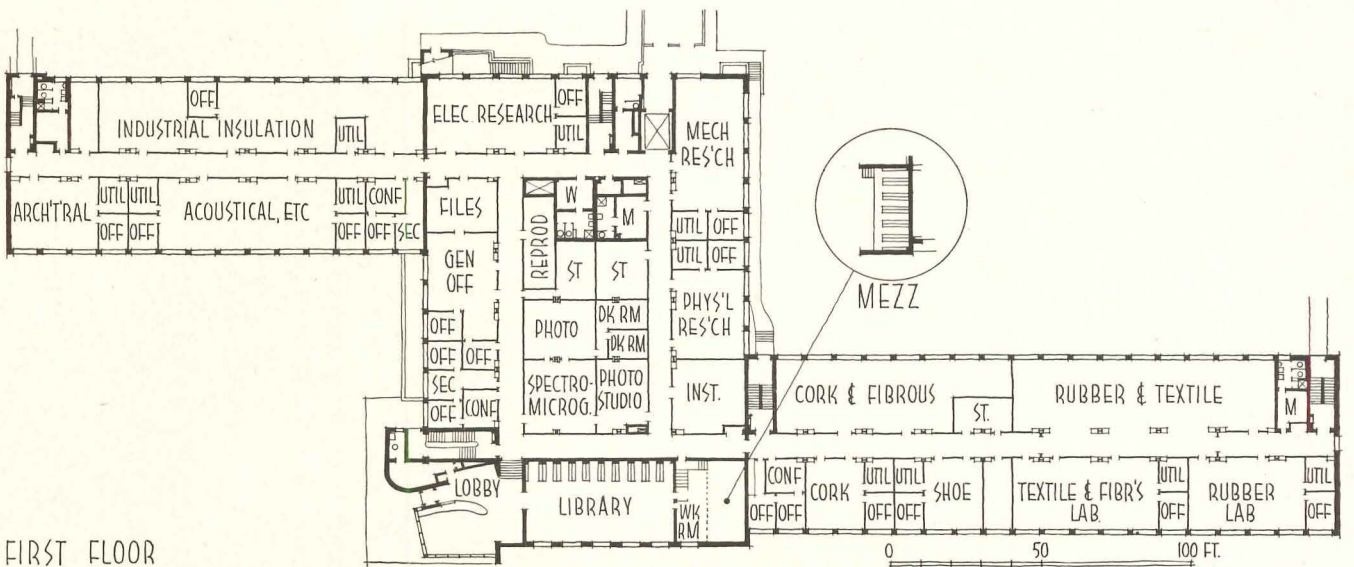 OFF
INDUSTRIAL INSULATION
UTIL
ELEC. RESEARCH
OFF
UTIL
MECH
RES'CH
ARCH'T'RAL
UTIL
UTIL
OFF
OFF
ACOUSTICAL, ETC
UTIL
CONF
OFF
OFF
SEC
FILES
GEN
OFF
REPROD
W
M
ST
ST
UTIL
OFF
UTIL
OFF
PHYS'L
RES'CH
MEZZ
OFF
OFF
OFF
SEC
OFF
CONF
PHOTO
DK RM
DK RM
SPECTRO-
MICROG.
PHOTO
STUDIO
INST.
CORK & FIBROUS
ST.
RUBBER & TEXTILE
M
LOBBY
LIBRARY
WK
RM
CONF
OFF
OFF
CORK
UTIL
UTIL
OFF
OFF
SHOE
TEXTILE & FIBR'S
LAB.
UTIL
OFF
RUBBER
LAB
UTIL
OFF
FIRST FLOOR
0 50 100 FT.